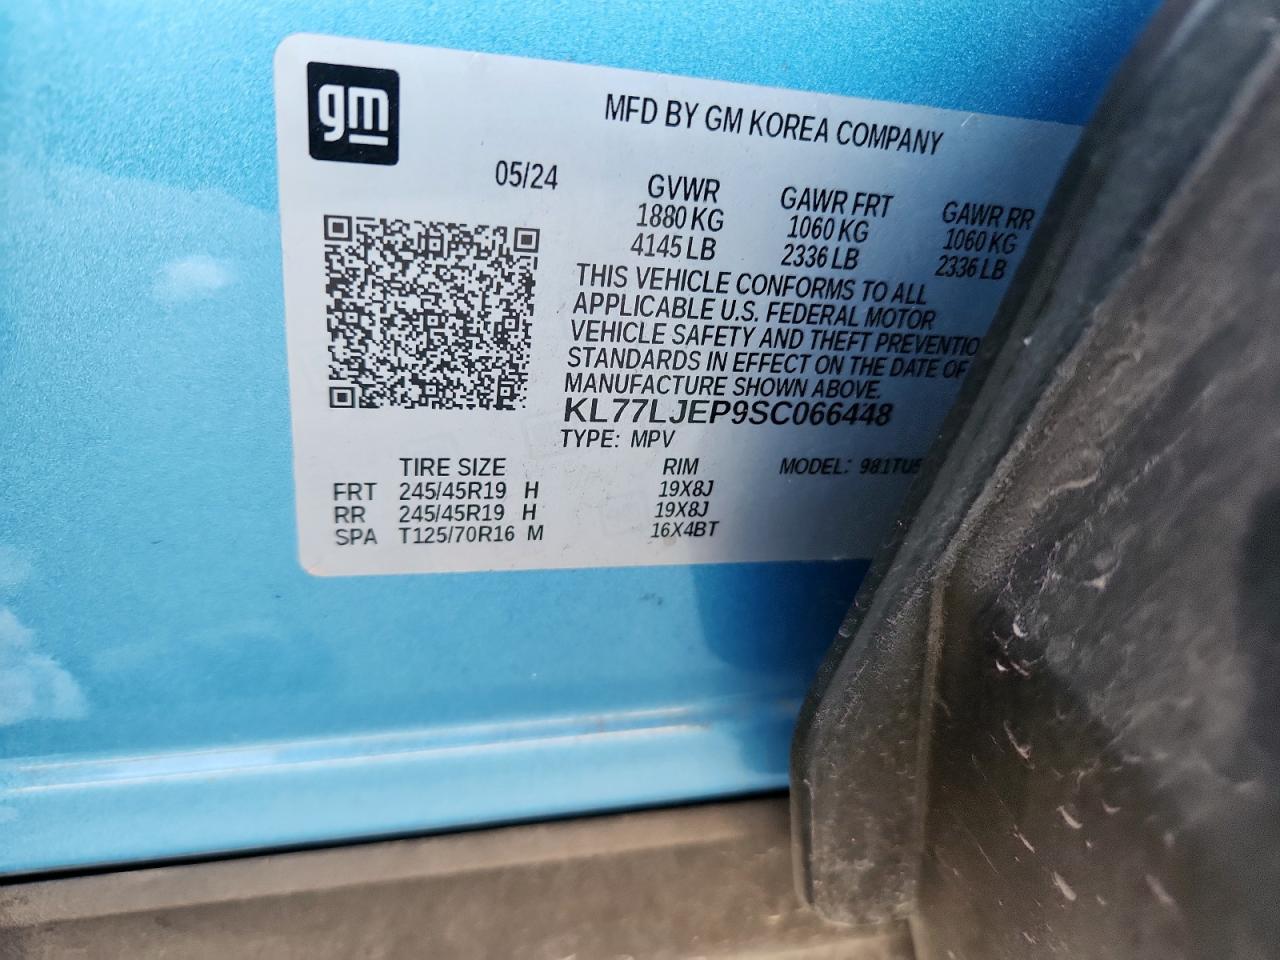 gm
MFD BY GM KOREA COMPANY
05/24
GVWR GAWR FRT GAWR RR
1880 KG 1060 KG 1060 KG
4145 LB 2336 LB 2336 LB
THIS VEHICLE CONFORMS TO ALL
APPLICABLE U.S. FEDERAL MOTOR
VEHICLE SAFETY AND THEFT PREVENTIO
STANDARDS IN EFFECT ON THE DATE OF
MANUFACTURE SHOWN ABOVE.
KL77LJEP9SC066448
TYPE: MPV
TIRE SIZE RIM MODEL: 981TU5
FRT 245/45R19 H 19X8J
RR 245/45R19 H 19X8J
SPA T125/70R16 M 16X4BT